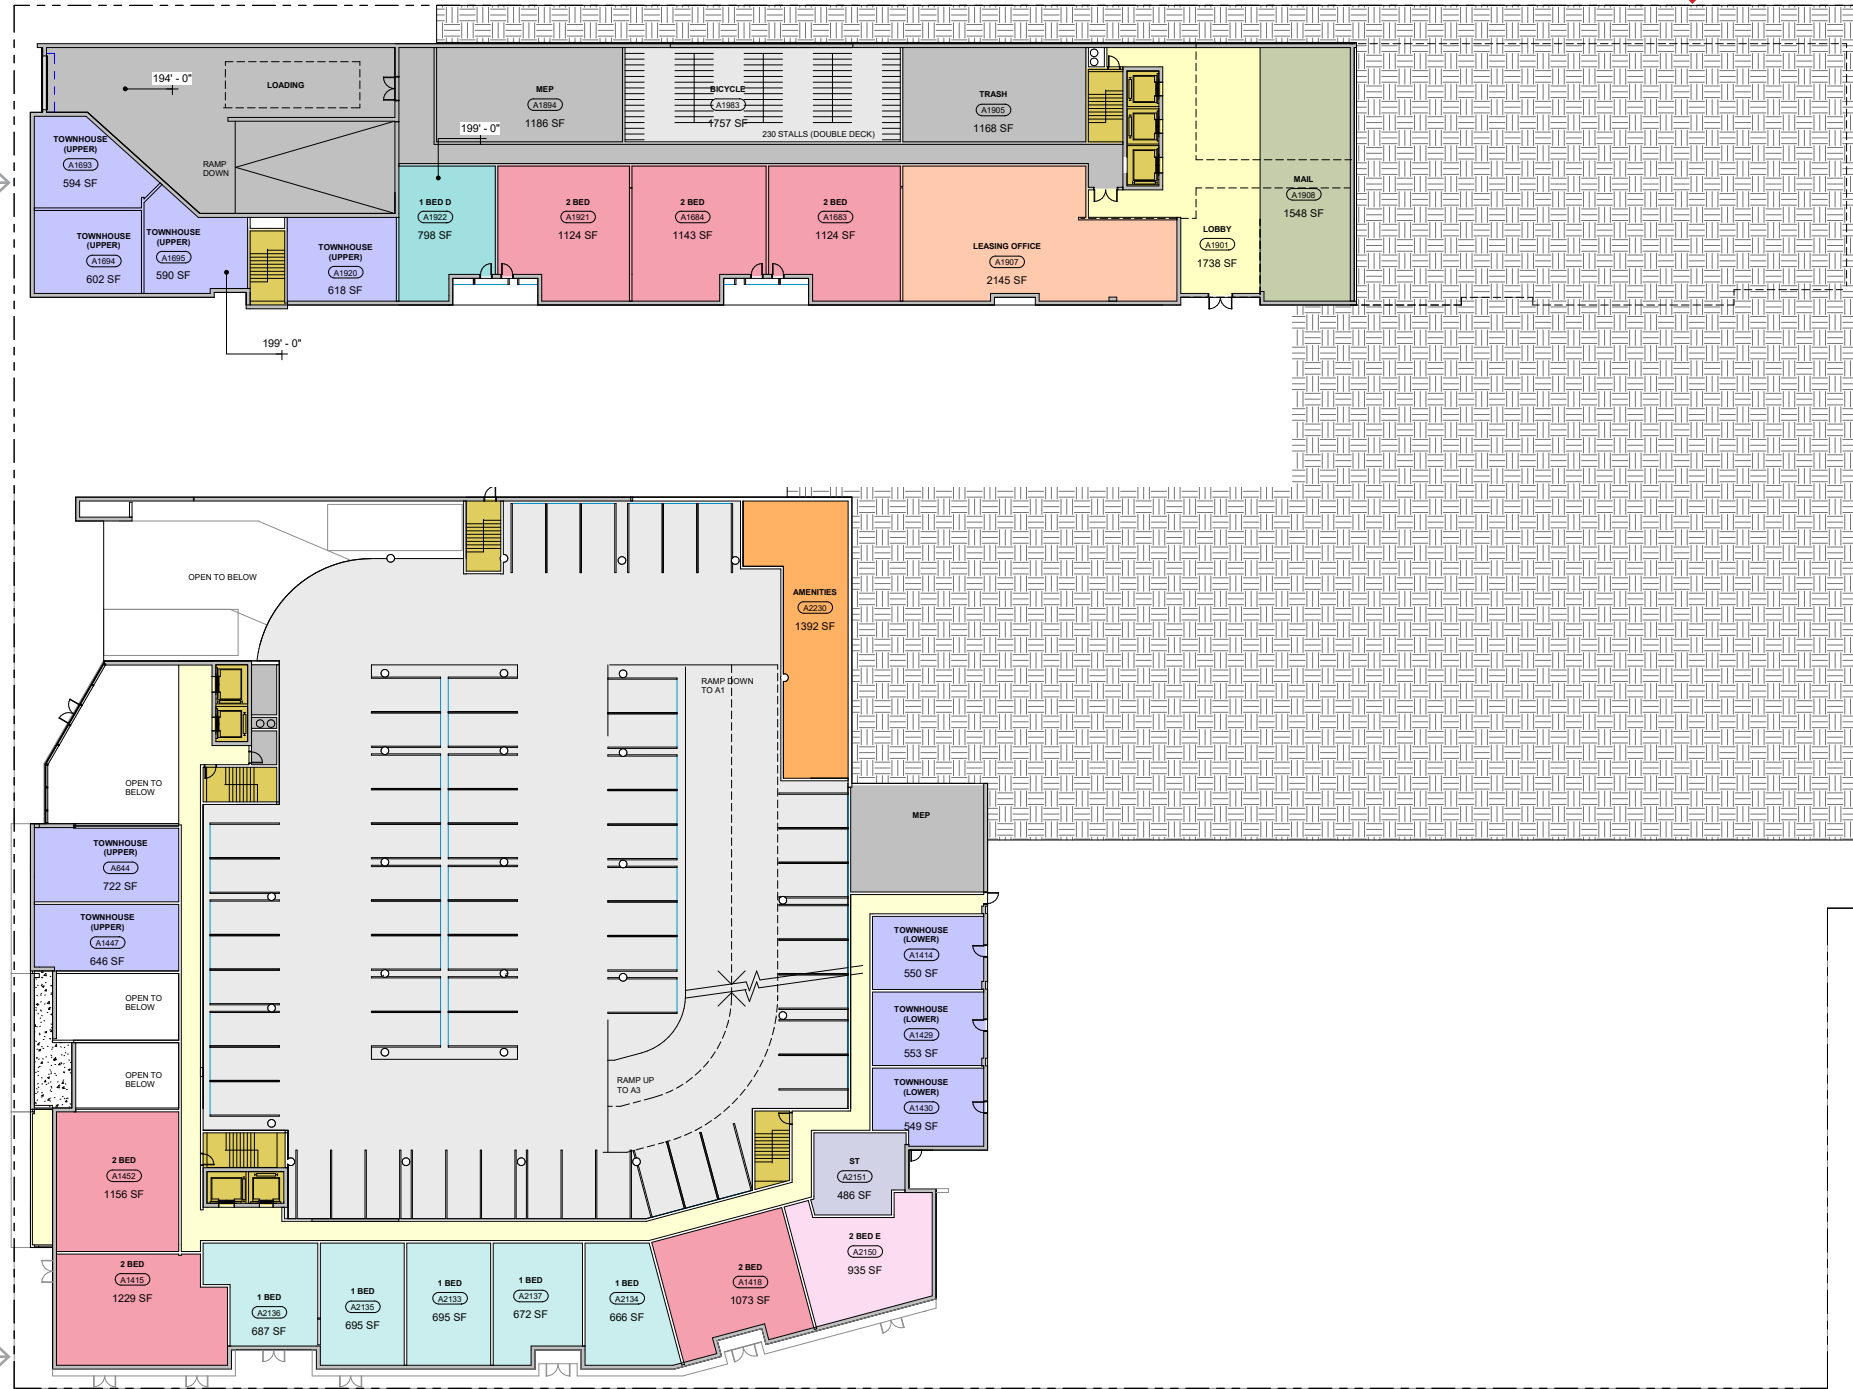 194' - 0"
LOADING
MEP
A1894
1186 SF
BICYCLE
A1983
1757 SF
230 STALLS (DOUBLE DECK)
TRASH
A1905
1168 SF
199' - 0"
TOWNHOUSE
(UPPER)
A1693
594 SF
RAMP
DOWN
TOWNHOUSE
(UPPER)
A1694
602 SF
TOWNHOUSE
(UPPER)
A1695
590 SF
TOWNHOUSE
(UPPER)
A1920
618 SF
1 BED D
A1922
798 SF
2 BED
A1921
1124 SF
2 BED
A1684
1143 SF
2 BED
A1683
1124 SF
LEASING OFFICE
A1907
2145 SF
LOBBY
A1901
1738 SF
MAIL
A1908
1548 SF
199' - 0"
OPEN TO BELOW
AMENITIES
A2230
1392 SF
RAMP DOWN
TO A1
OPEN TO
BELOW
MEP
TOWNHOUSE
(UPPER)
A644
722 SF
TOWNHOUSE
(UPPER)
A1447
646 SF
OPEN TO
BELOW
OPEN TO
BELOW
TOWNHOUSE
(LOWER)
A1414
550 SF
TOWNHOUSE
(LOWER)
A1429
553 SF
TOWNHOUSE
(LOWER)
A1430
549 SF
RAMP UP
TO A3
2 BED
A1452
1156 SF
ST
A2151
486 SF
2 BED E
A2150
935 SF
2 BED
A1415
1229 SF
1 BED
A2136
687 SF
1 BED
A2135
695 SF
1 BED
A2133
695 SF
1 BED
A2137
672 SF
1 BED
A2134
666 SF
2 BED
A1418
1073 SF